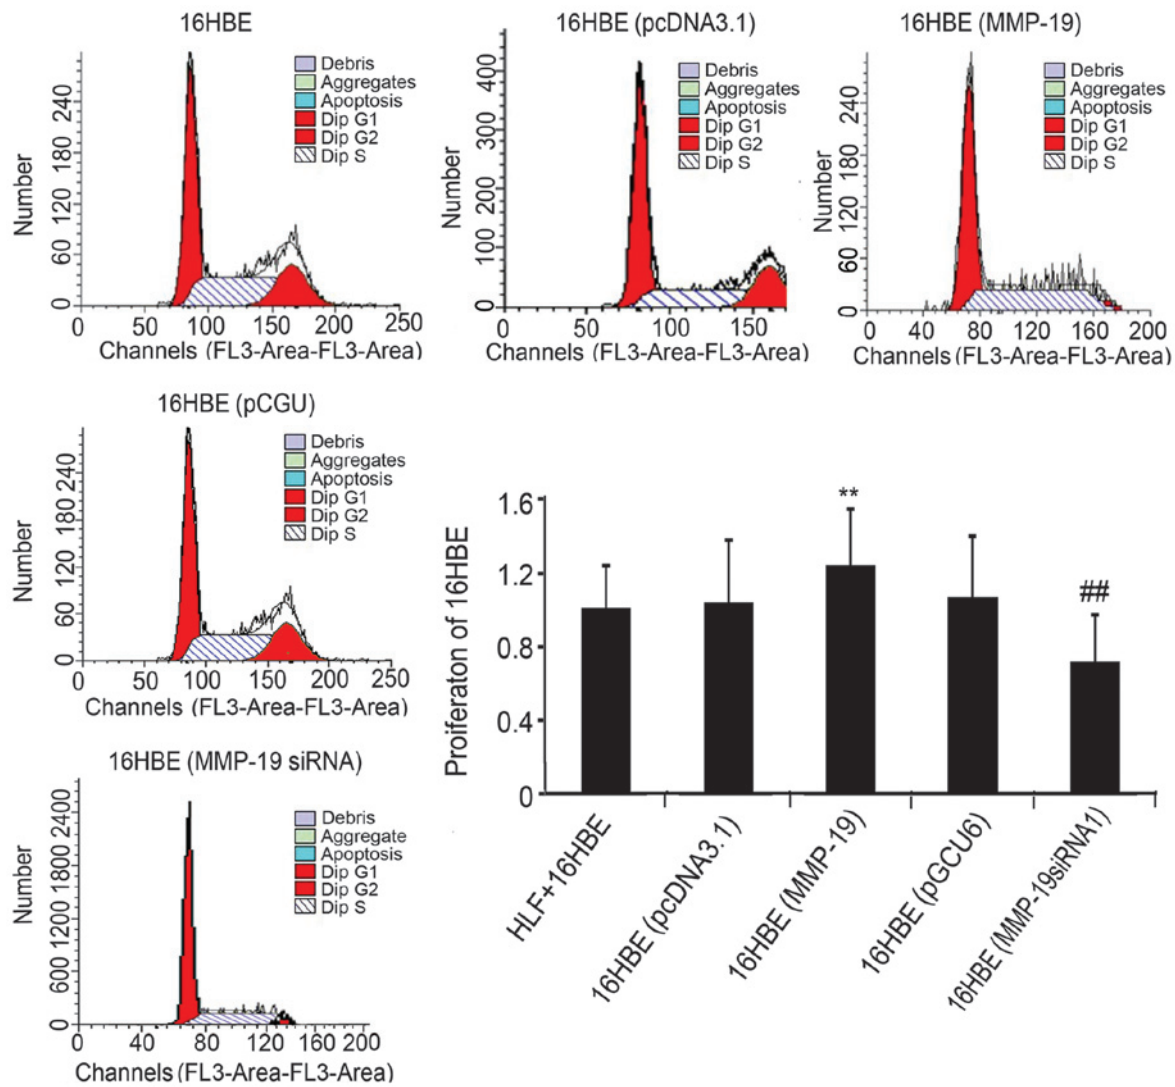 16HBE
Debris
Aggregates
Apoptosis
Dip G1
Dip G2
Dip S
Number
240
180
120
60
0
0 50 100 150 200 250
Channels (FL3-Area-FL3-Area)
16HBE (pcDNA3.1)
Debris
Aggregates
Apoptosis
Dip G1
Dip G2
Dip S
Number
400
300
200
100
0
0 50 100 150
Channels (FL3-Area-FL3-Area)
16HBE (MMP-19)
Debris
Aggregates
Apoptosis
Dip G1
Dip G2
Dip S
Number
240
180
120
60
0
0 40 80 120 160 200
Channels (FL3-Area-FL3-Area)
16HBE (pCGU)
Debris
Aggregates
Apoptosis
Dip G1
Dip G2
Dip S
Number
240
180
120
60
0
0 50 100 150 200 250
Channels (FL3-Area-FL3-Area)
16HBE (MMP-19 siRNA)
Debris
Aggregate
Apoptosis
Dip G1
Dip G2
Dip S
Number
2400
1800
1200
600
0
0 40 80 120 160 200
Channels (FL3-Area-FL3-Area)
Proiferaton of 16HBE
1.6
1.2
0.8
0.4
0
**
##
HLF+16HBE
16HBE (pcDNA3.1)
16HBE (MMP-19)
16HBE (pGCU6)
16HBE (MMP-19siRNA1)